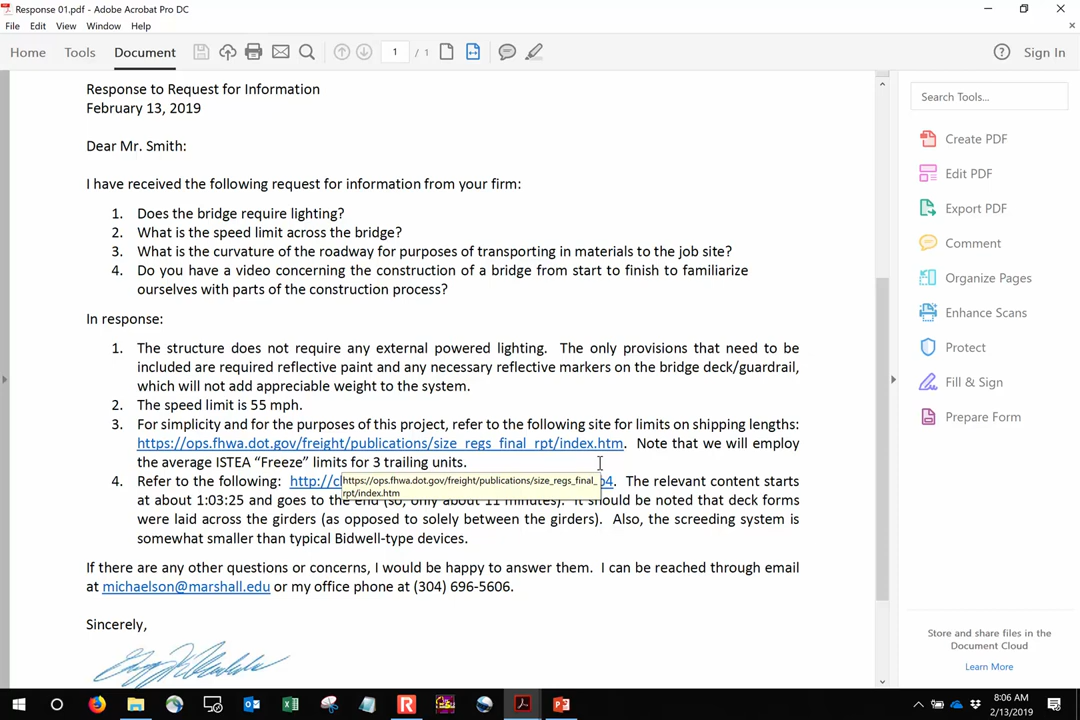 Response 01.pdf - Adobe Acrobat Pro DC
File Edit View Window Help
Home Tools Document 1 / 1 Sign In
Response to Request for Information
February 13, 2019
Dear Mr. Smith:
I have received the following request for information from your firm:
1. Does the bridge require lighting?
2. What is the speed limit across the bridge?
3. What is the curvature of the roadway for purposes of transporting in materials to the job site?
4. Do you have a video concerning the construction of a bridge from start to finish to familiarize
ourselves with parts of the construction process?
In response:
1. The structure does not require any external powered lighting. The only provisions that need to be
included are required reflective paint and any necessary reflective markers on the bridge deck/guardrail,
which will not add appreciable weight to the system.
2. The speed limit is 55 mph.
3. For simplicity and for the purposes of this project, refer to the following site for limits on shipping lengths:
https://ops.fhwa.dot.gov/freight/publications/size_regs_final_rpt/index.htm. Note that we will employ
the average ISTEA “Freeze” limits for 3 trailing units.
4. Refer to the following: http://c p4. The relevant content starts
https://ops.fhwa.dot.gov/freight/publications/size_regs_final_
rpt/index.htm
at about 1:03:25 and goes to the end (so, only about 11 minutes). It should be noted that deck forms
were laid across the girders (as opposed to solely between the girders). Also, the screeding system is
somewhat smaller than typical Bidwell-type devices.
If there are any other questions or concerns, I would be happy to answer them. I can be reached through email
at michaelson@marshall.edu or my office phone at (304) 696-5606.
Sincerely,
Search Tools...
Create PDF
Edit PDF
Export PDF
Comment
Organize Pages
Enhance Scans
Protect
Fill & Sign
Prepare Form
Store and share files in the
Document Cloud
Learn More
8:06 AM
2/13/2019